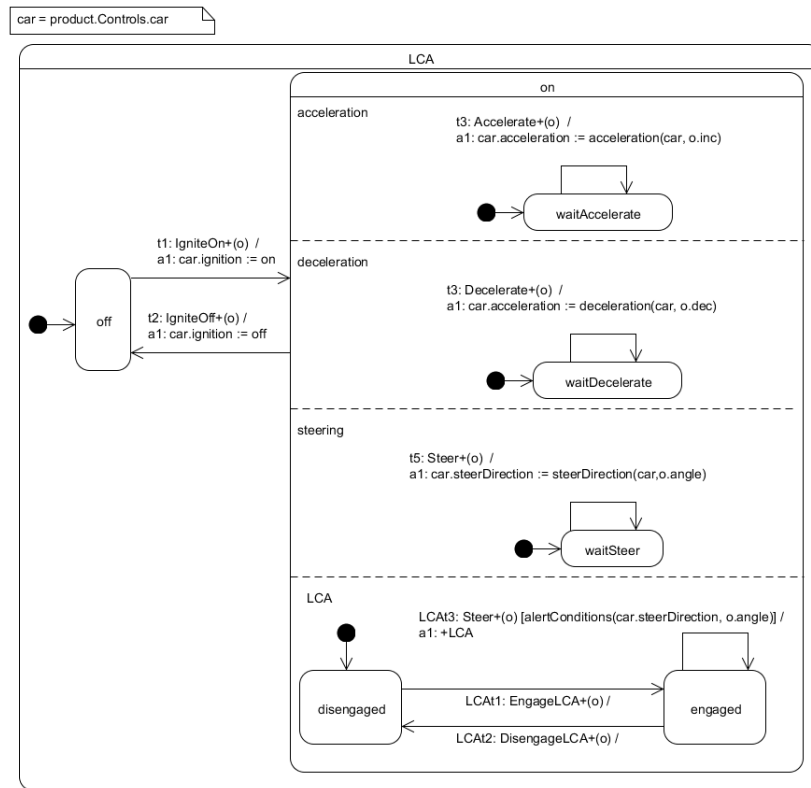 car = product.Controls.car
LCA
on
acceleration
t3: Accelerate+(o) /
a1: car.acceleration := acceleration(car, o.inc)
waitAccelerate
deceleration
t3: Decelerate+(o) /
a1: car.acceleration := deceleration(car, o.dec)
waitDecelerate
t1: IgniteOn+(o) /
a1: car.ignition := on
off
t2: IgniteOff+(o) /
a1: car.ignition := off
steering
t5: Steer+(o) /
a1: car.steerDirection := steerDirection(car,o.angle)
waitSteer
LCA
LCAt3: Steer+(o) [alertConditions(car.steerDirection, o.angle)] /
a1: +LCA
disengaged
LCAt1: EngageLCA+(o) /
engaged
LCAt2: DisengageLCA+(o) /